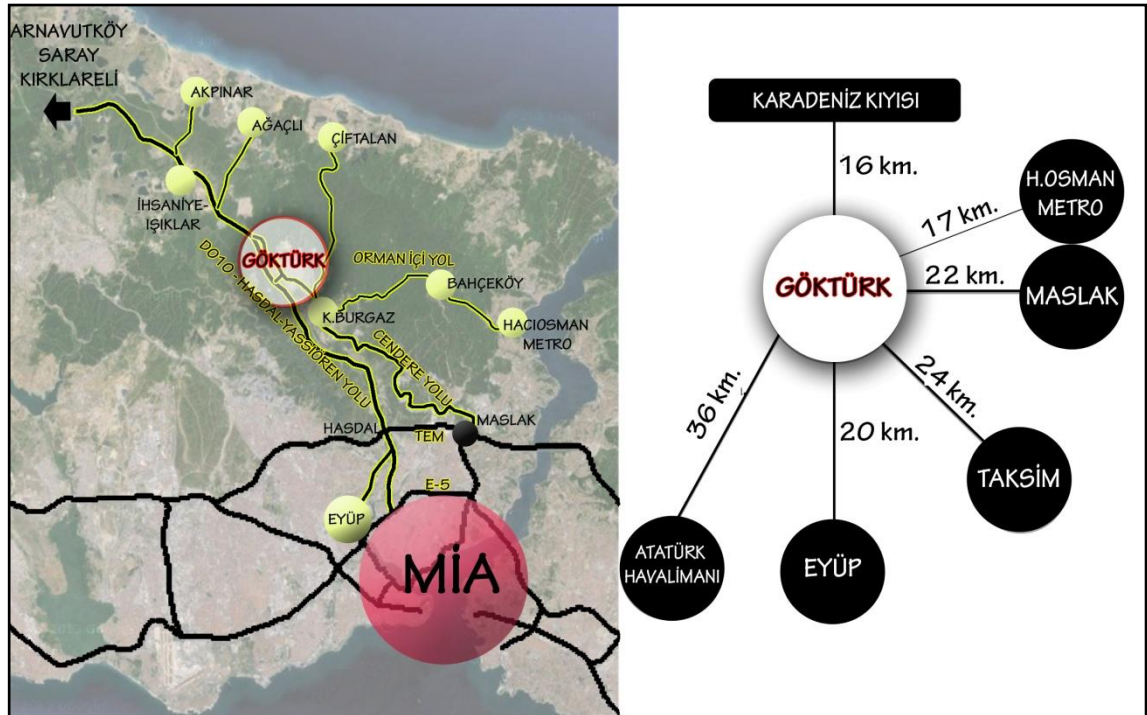 ARNAVUTKÖY
SARAY
KIRKLARELİ
AKPINAR
AĞAÇLI
ÇİFTALAN
İHSANİYE-
IŞIKLAR
GÖKTÜRK
ORMAN İÇİ YOL
BAHÇEKÖY
K.BURGAZ
HACIOSMAN
METRO
DO10 - HASDAL-YASSIÖREN YOLU
CENDERE YOLU
HASDAL
MASLAK
TEM
E-5
EYÜP
MİA
KARADENİZ KIYISI
16 km.
H.OSMAN
METRO
17 km.
GÖKTÜRK
22 km.
MASLAK
36 km.
24 km.
20 km.
TAKSİM
ATATÜRK
HAVALİMANI
EYÜP